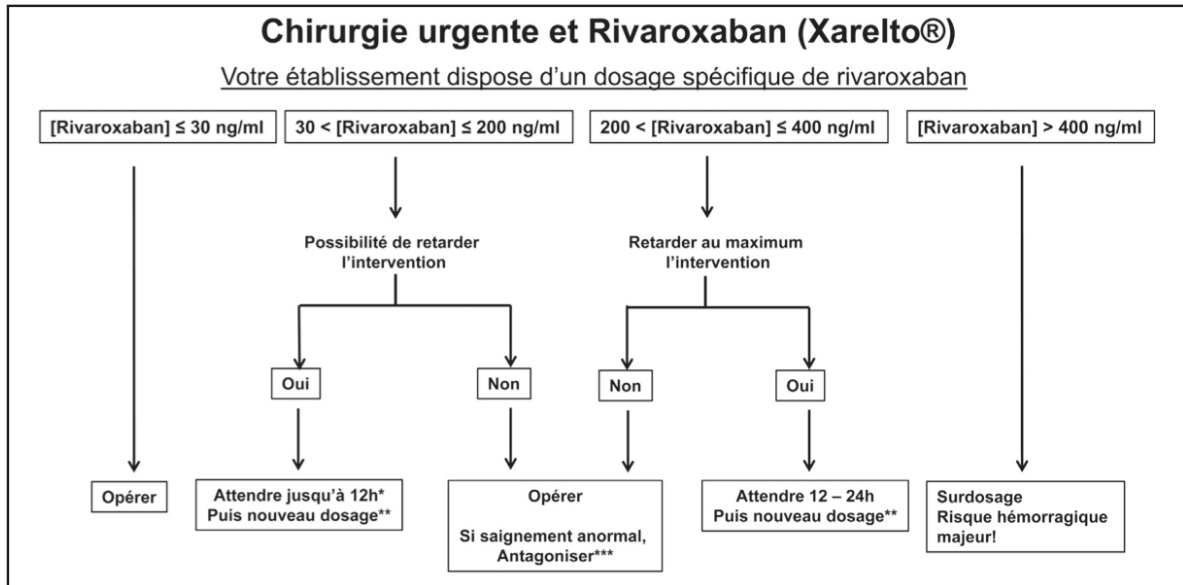 Chirurgie urgente et Rivaroxaban (Xarelto®)
Votre établissement dispose d’un dosage spécifique de rivaroxaban
[Rivaroxaban] ≤ 30 ng/ml
30 < [Rivaroxaban] ≤ 200 ng/ml
200 < [Rivaroxaban] ≤ 400 ng/ml
[Rivaroxaban] > 400 ng/ml
Possibilité de retarder
l’intervention
Retarder au maximum
l’intervention
Oui
Non
Non
Oui
Opérer
Attendre jusqu’à 12h*
Puis nouveau dosage**
Opérer
Si saignement anormal,
Antagoniser***
Attendre 12 – 24h
Puis nouveau dosage**
Surdosage
Risque hémorragique
majeur!